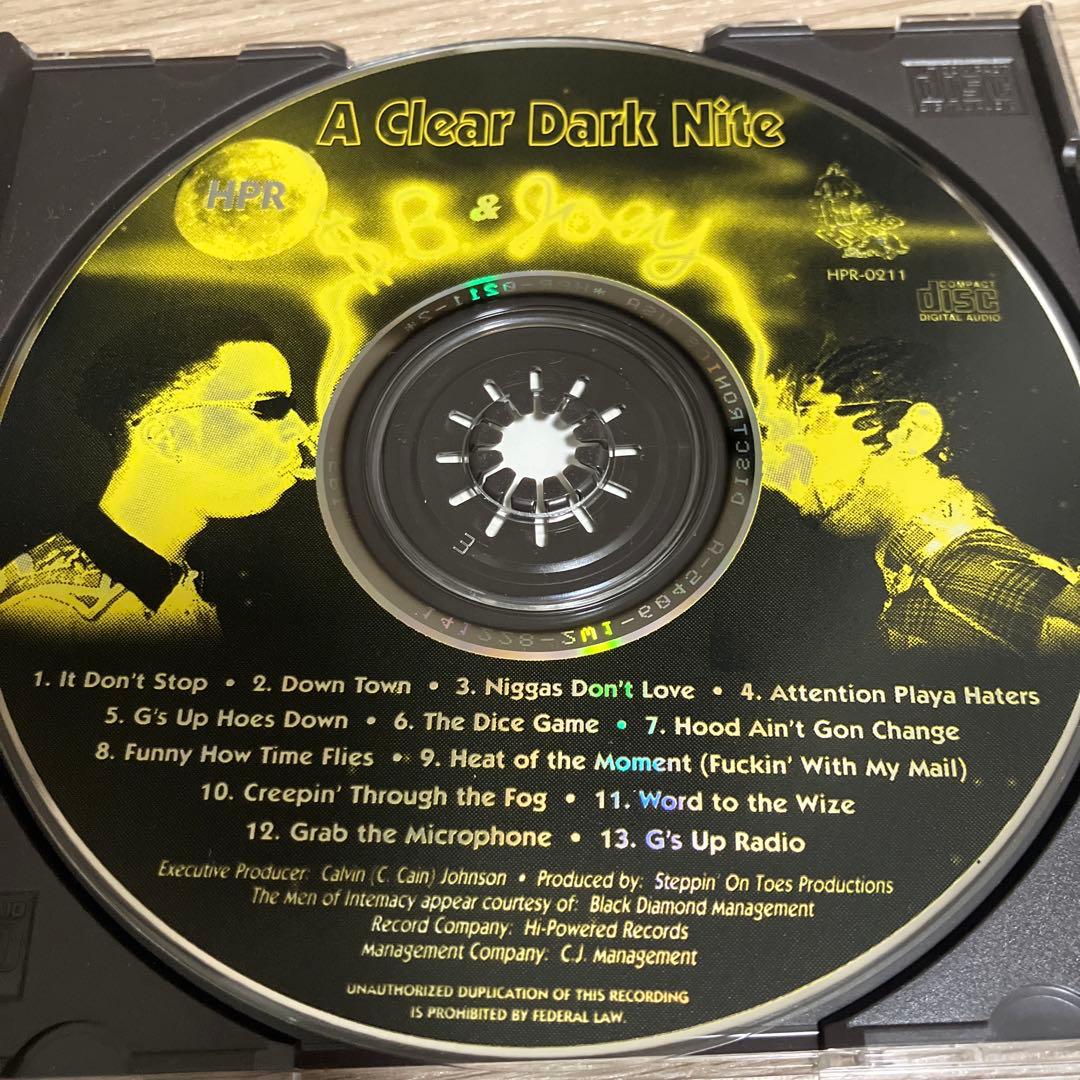 A Clear Dark Nite
HPR
$ B. & Joey
HPR-0211
COMPACT
disc
DIGITAL AUDIO
1. It Don't Stop • 2. Down Town • 3. Niggas Don't Love • 4. Attention Playa Haters
5. G's Up Hoes Down • 6. The Dice Game • 7. Hood Ain't Gon Change
8. Funny How Time Flies • 9. Heat of the Moment (Fuckin' With My Mail)
10. Creepin' Through the Fog • 11. Word to the Wize
12. Grab the Microphone • 13. G's Up Radio
Executive Producer: Calvin (C. Cain) Johnson • Produced by: Steppin' On Toes Productions
The Men of Intemacy appear courtesy of: Black Diamond Management
Record Company: Hi-Powered Records
Management Company: C.J. Management
UNAUTHORIZED DUPLICATION OF THIS RECORDING
IS PROHIBITED BY FEDERAL LAW.